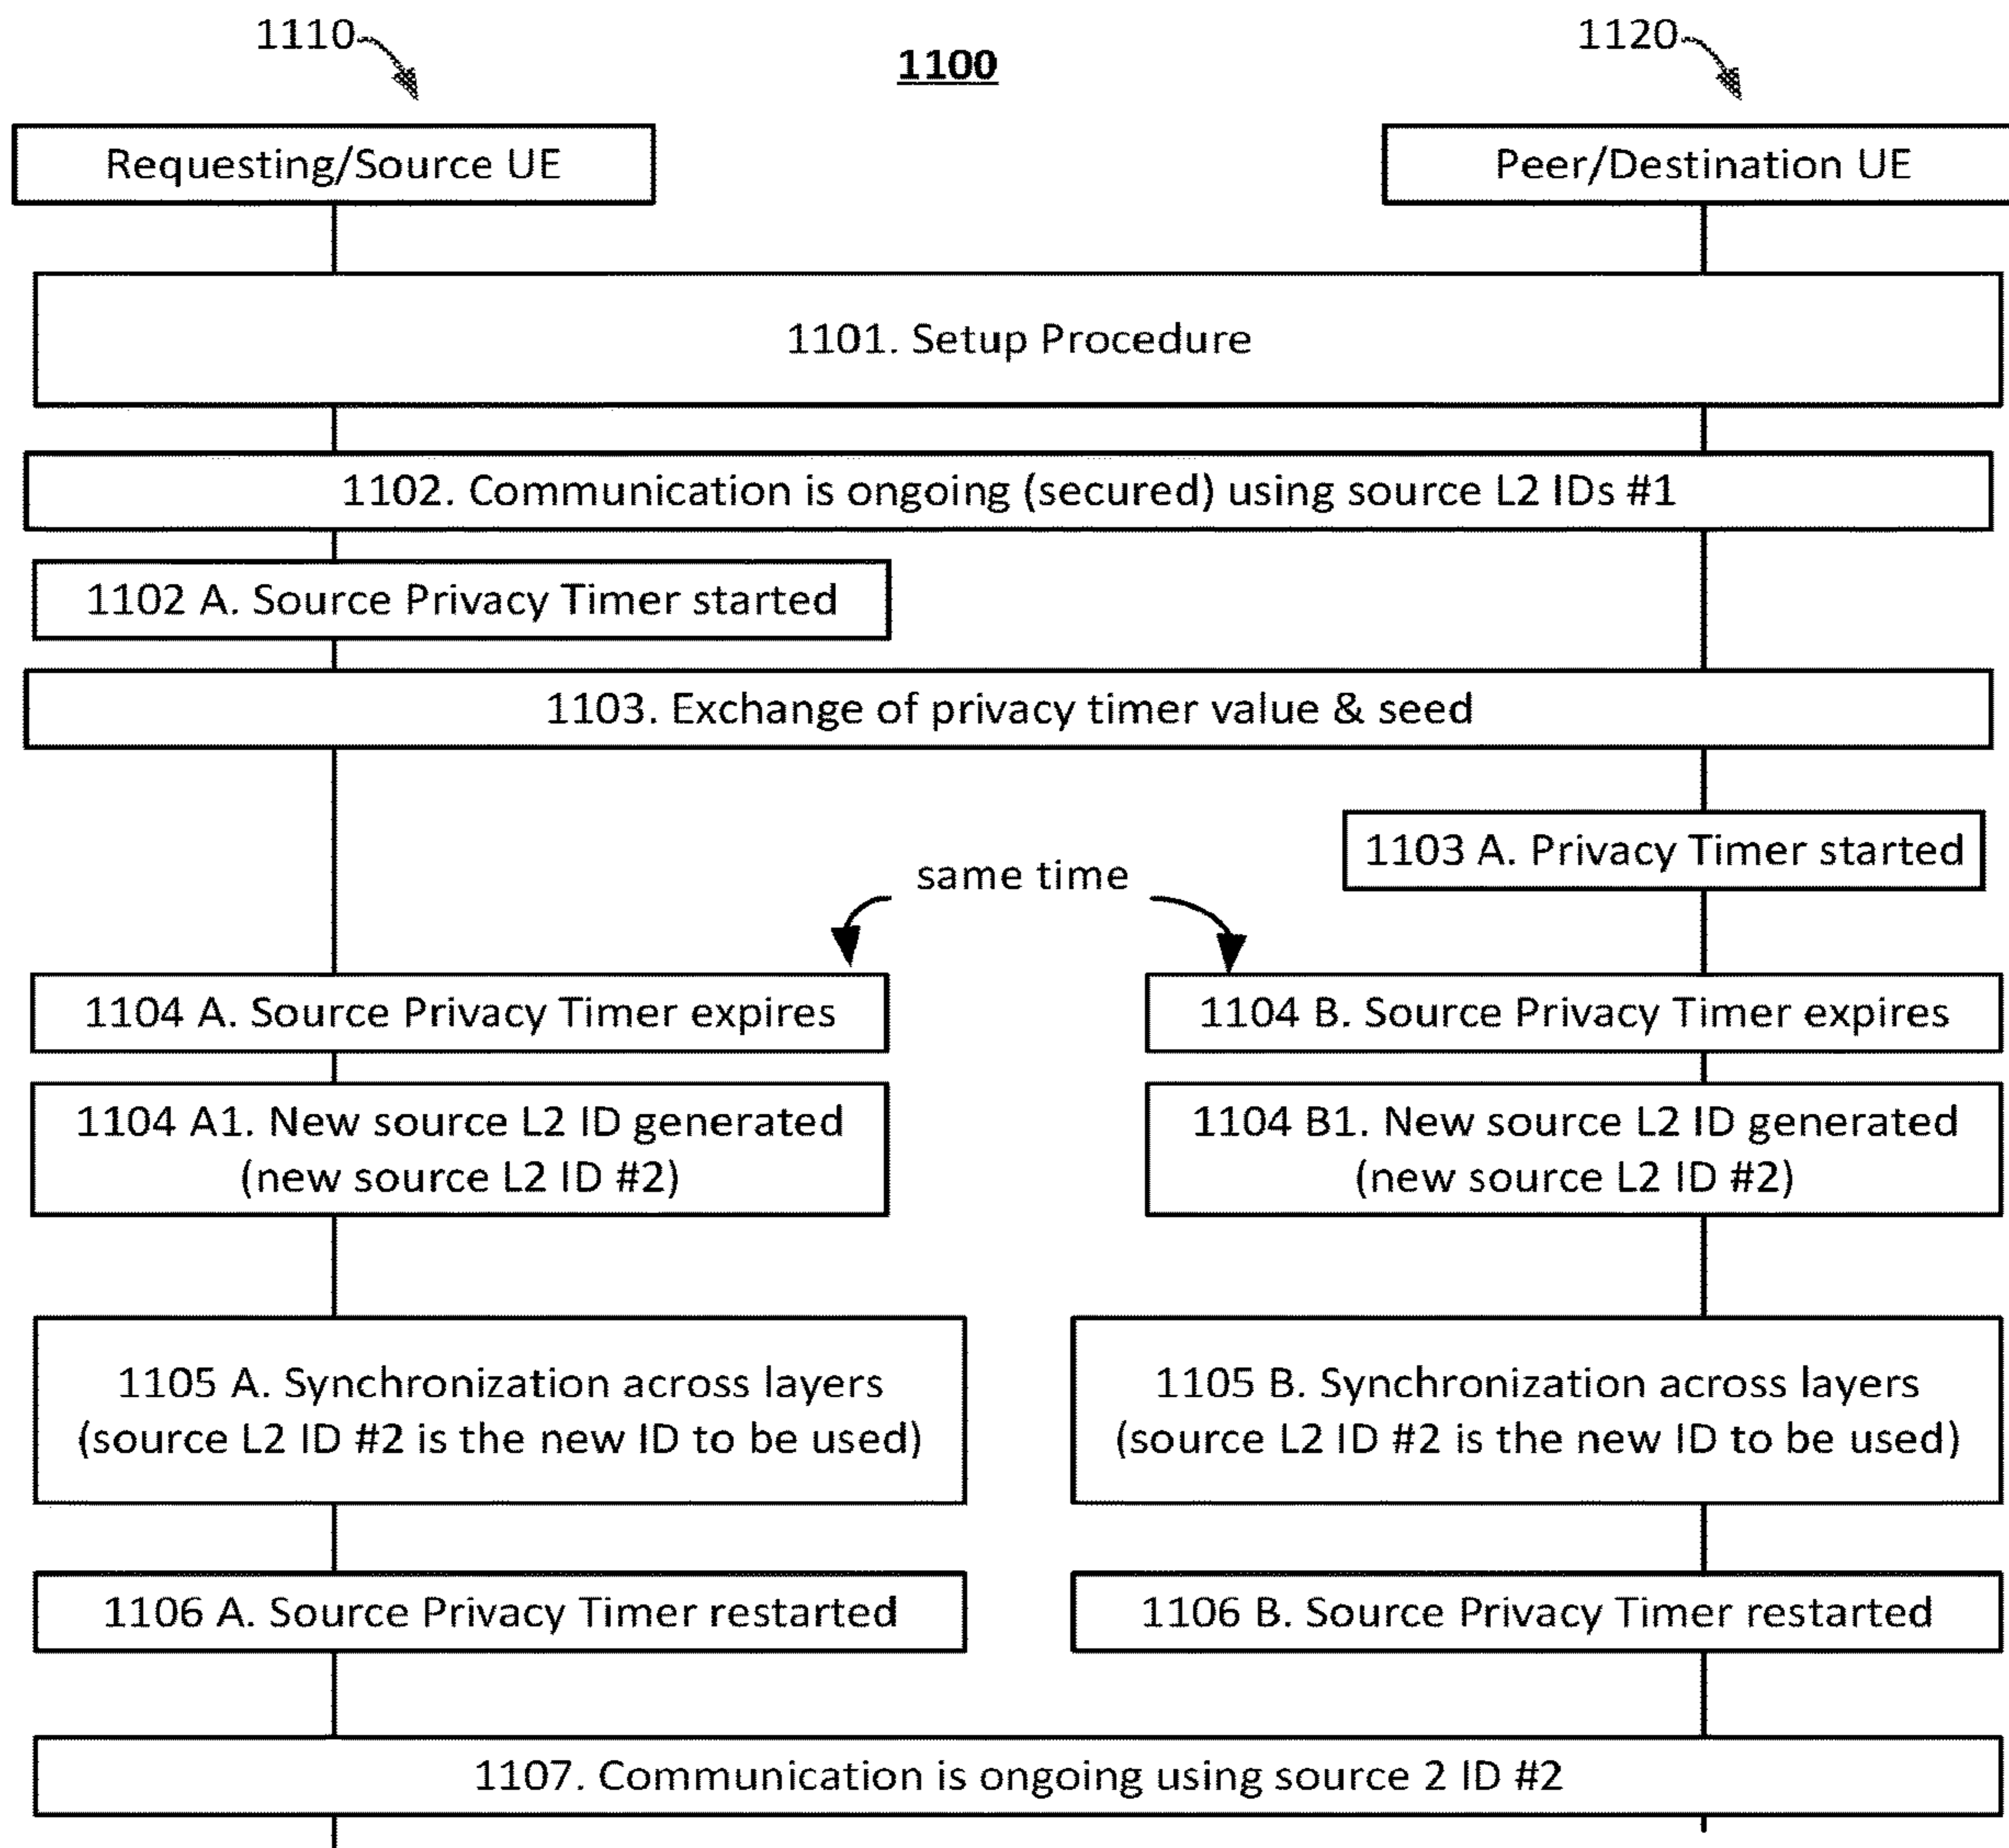 1110
1100
1120
Requesting/Source UE
Peer/Destination UE
1101. Setup Procedure
1102. Communication is ongoing (secured) using source L2 IDs #1
1102 A. Source Privacy Timer started
1103. Exchange of privacy timer value & seed
1103 A. Privacy Timer started
same time
1104 A. Source Privacy Timer expires
1104 B. Source Privacy Timer expires
1104 A1. New source L2 ID generated
(new source L2 ID #2)
1104 B1. New source L2 ID generated
(new source L2 ID #2)
1105 A. Synchronization across layers
(source L2 ID #2 is the new ID to be used)
1105 B. Synchronization across layers
(source L2 ID #2 is the new ID to be used)
1106 A. Source Privacy Timer restarted
1106 B. Source Privacy Timer restarted
1107. Communication is ongoing using source 2 ID #2